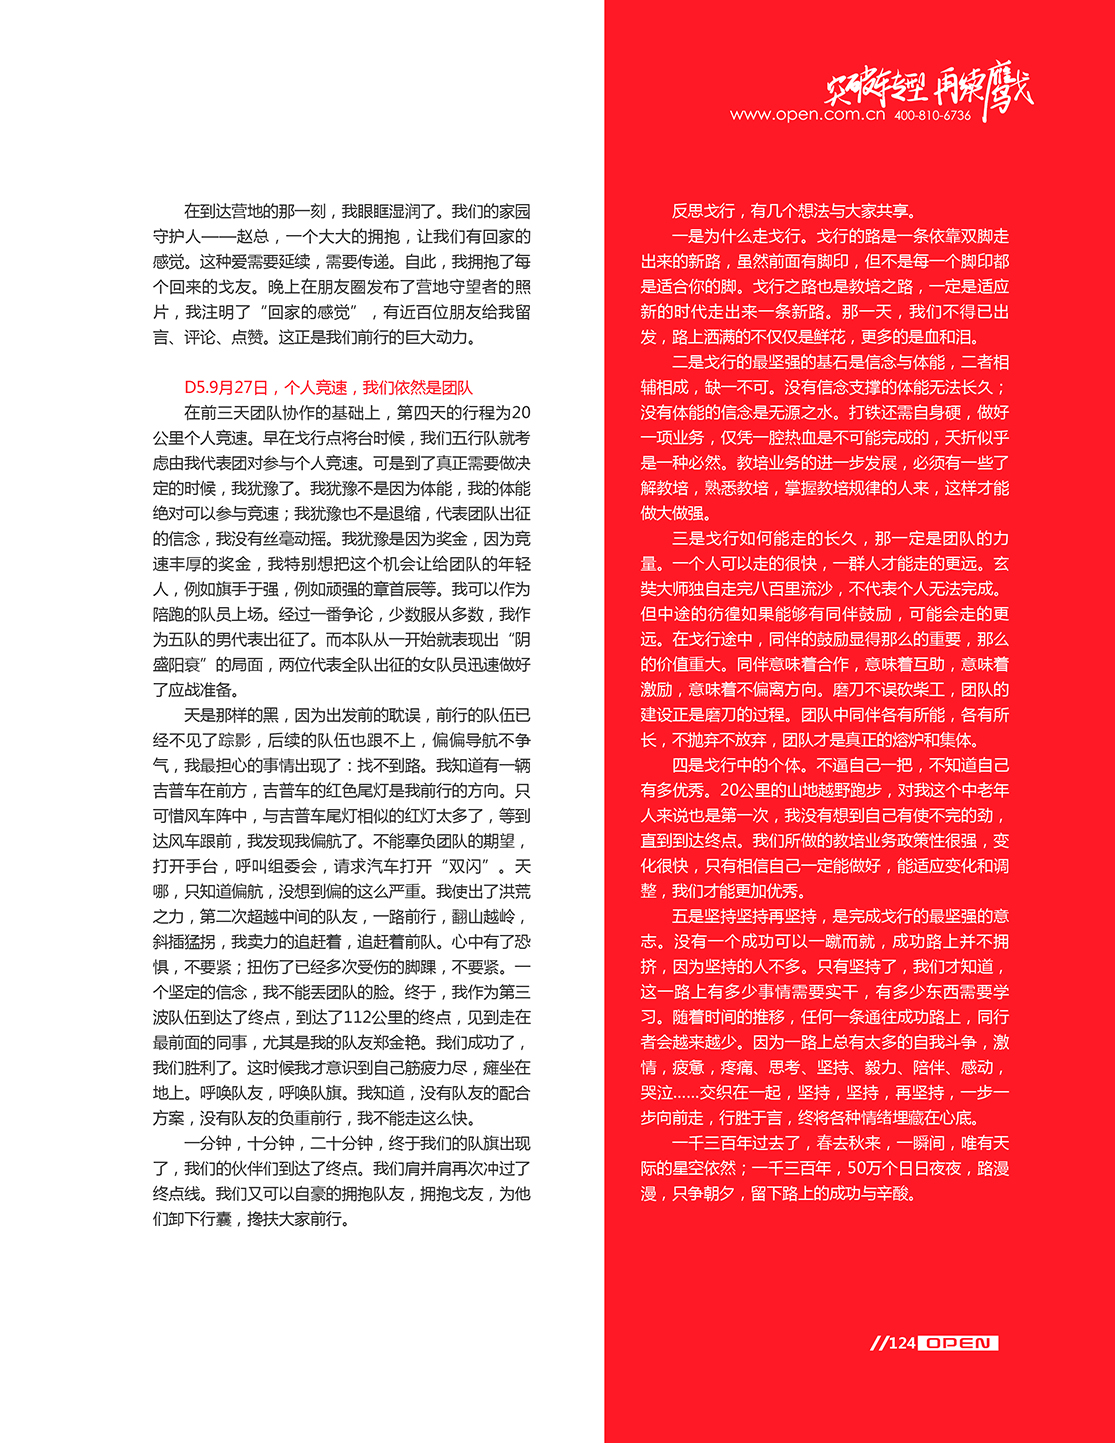 突破转型 再续鹰戈
www.open.com.cn 400-810-6736
在到达营地的那一刻，我眼眶湿润了。我们的家园
守护人——赵总，一个大大的拥抱，让我们有回家的
感觉。这种爱需要延续，需要传递。自此，我拥抱了每
个回来的戈友。晚上在朋友圈发布了营地守望者的照
片，我注明了“回家的感觉”，有近百位朋友给我留
言、评论、点赞。这正是我们前行的巨大动力。
D5.9月27日，个人竞速，我们依然是团队
在前三天团队协作的基础上，第四天的行程为20
公里个人竞速。早在戈行点将台时候，我们五行队就考
虑由我代表团对参与个人竞速。可是到了真正需要做决
定的时候，我犹豫了。我犹豫不是因为体能，我的体能
绝对可以参与竞速；我犹豫也不是退缩，代表团队出征
的信念，我没有丝毫动摇。我犹豫是因为奖金，因为竞
速丰厚的奖金，我特别想把这个机会让给团队的年轻
人，例如旗手于强，例如顽强的章首辰等。我可以作为
陪跑的队员上场。经过一番争论，少数服从多数，我作
为五队的男代表出征了。而本队从一开始就表现出“阴
盛阳衰”的局面，两位代表全队出征的女队员迅速做好
了应战准备。
天是那样的黑，因为出发前的耽误，前行的队伍已
经不见了踪影，后续的队伍也跟不上，偏偏导航不争
气，我最担心的事情出现了：找不到路。我知道有一辆
吉普车在前方，吉普车的红色尾灯是我前行的方向。只
可惜风车阵中，与吉普车尾灯相似的红灯太多了，等到
达风车跟前，我发现我偏航了。不能辜负团队的期望，
打开手台，呼叫组委会，请求汽车打开“双闪”。天
哪，只知道偏航，没想到偏的这么严重。我使出了洪荒
之力，第二次超越中间的队友，一路前行，翻山越岭，
斜插猛拐，我卖力的追赶着，追赶着前队。心中有了恐
惧，不要紧；扭伤了已经多次受伤的脚踝，不要紧。一
个坚定的信念，我不能丢团队的脸。终于，我作为第三
波队伍到达了终点，到达了112公里的终点，见到走在
最前面的同事，尤其是我的队友郑金艳。我们成功了，
我们胜利了。这时候我才意识到自己筋疲力尽，瘫坐在
地上。呼唤队友，呼唤队旗。我知道，没有队友的配合
方案，没有队友的负重前行，我不能走这么快。
一分钟，十分钟，二十分钟，终于我们的队旗出现
了，我们的伙伴们到达了终点。我们肩并肩再次冲过了
终点线。我们又可以自豪的拥抱队友，拥抱戈友，为他
们卸下行囊，搀扶大家前行。
反思戈行，有几个想法与大家共享。
一是为什么走戈行。戈行的路是一条依靠双脚走
出来的新路，虽然前面有脚印，但不是每一个脚印都
是适合你的脚。戈行之路也是教培之路，一定是适应
新的时代走出来一条新路。那一天，我们不得已出
发，路上洒满的不仅仅是鲜花，更多的是血和泪。
二是戈行的最坚强的基石是信念与体能，二者相
辅相成，缺一不可。没有信念支撑的体能无法长久；
没有体能的信念是无源之水。打铁还需自身硬，做好
一项业务，仅凭一腔热血是不可能完成的，夭折似乎
是一种必然。教培业务的进一步发展，必须有一些了
解教培，熟悉教培，掌握教培规律的人来，这样才能
做大做强。
三是戈行如何能走的长久，那一定是团队的力
量。一个人可以走的很快，一群人才能走的更远。玄
奘大师独自走完八百里流沙，不代表个人无法完成。
但中途的彷徨如果能够有同伴鼓励，可能会走的更
远。在戈行途中，同伴的鼓励显得那么的重要，那么
的价值重大。同伴意味着合作，意味着互助，意味着
激励，意味着不偏离方向。磨刀不误砍柴工，团队的
建设正是磨刀的过程。团队中同伴各有所能，各有所
长，不抛弃不放弃，团队才是真正的熔炉和集体。
四是戈行中的个体。不逼自己一把，不知道自己
有多优秀。20公里的山地越野跑步，对我这个中老年
人来说也是第一次，我没有想到自己有使不完的劲，
直到到达终点。我们所做的教培业务政策性很强，变
化很快，只有相信自己一定能做好，能适应变化和调
整，我们才能更加优秀。
五是坚持坚持再坚持，是完成戈行的最坚强的意
志。没有一个成功可以一蹴而就，成功路上并不拥
挤，因为坚持的人不多。只有坚持了，我们才知道，
这一路上有多少事情需要实干，有多少东西需要学
习。随着时间的推移，任何一条通往成功路上，同行
者会越来越少。因为一路上总有太多的自我斗争，激
情，疲惫，疼痛、思考、坚持、毅力、陪伴、感动，
哭泣……交织在一起，坚持，坚持，再坚持，一步一
步向前走，行胜于言，终将各种情绪埋藏在心底。
一千三百年过去了，春去秋来，一瞬间，唯有天
际的星空依然；一千三百年，50万个日日夜夜，路漫
漫，只争朝夕，留下路上的成功与辛酸。
//124 OPEN